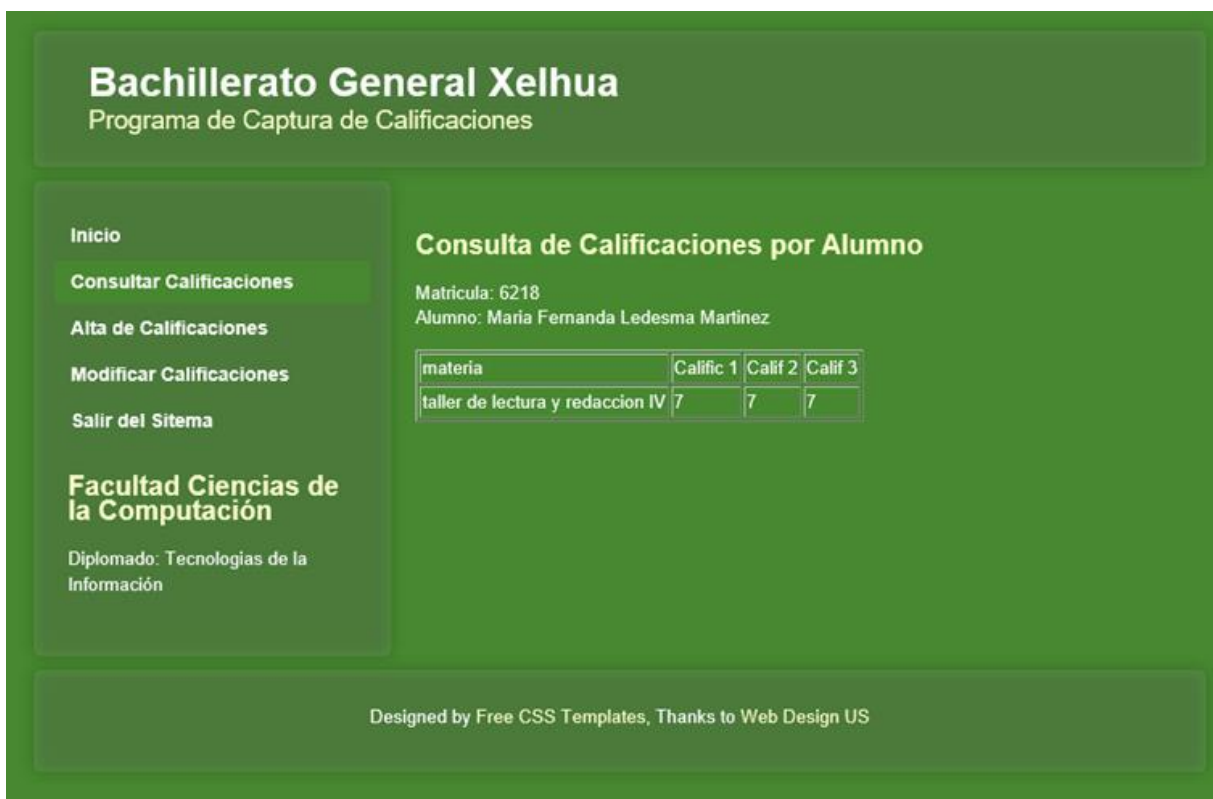 Bachillerato General Xelhua
Programa de Captura de Calificaciones
Inicio
Consultar Calificaciones
Alta de Calificaciones
Modificar Calificaciones
Salir del Sitema
Facultad Ciencias de
la Computación
Diplomado: Tecnologias de la
Información
Consulta de Calificaciones por Alumno
Matricula: 6218
Alumno: Maria Fernanda Ledesma Martinez
materia Calific 1 Calif 2 Calif 3
taller de lectura y redaccion IV 7 7 7
Designed by Free CSS Templates, Thanks to Web Design US